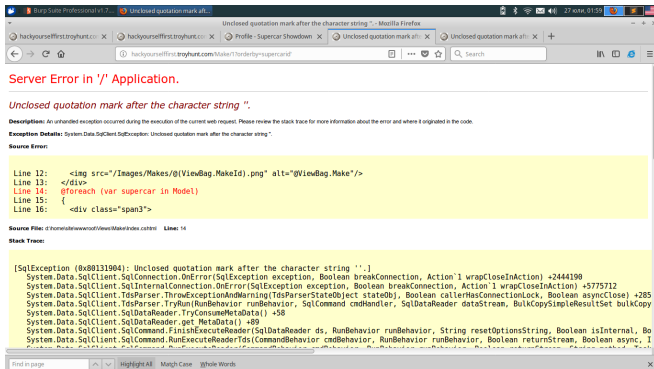 Burp Suite Professional v1.7...
Unclosed quotation mark aft...
27 юли, 01:59
Unclosed quotation mark after the character string ''. - Mozilla Firefox
hackyourselffirst.troyhunt.co
hackyourselffirst.troyhunt.co
Profile - Supercar Showdown
Unclosed quotation mark afte
Unclosed quotation mark afte
hackyourselffirst.troyhunt.com/Make/1?orderby=supercarid'
Search
Server Error in '/' Application.
Unclosed quotation mark after the character string ''.
Description: An unhandled exception occurred during the execution of the current web request. Please review the stack trace for more information about the error and where it originated in the code.
Exception Details: System.Data.SqlClient.SqlException: Unclosed quotation mark after the character string ''.
Source Error:
Line 12: <img src="/Images/Makes/@(ViewBag.MakeId).png" alt="@ViewBag.Make"/>
Line 13: </div>
Line 14: @foreach (var supercar in Model)
Line 15: {
Line 16: <div class="span3">
Source File: d:\home\site\wwwroot\Views\Make\Index.cshtml Line: 14
Stack Trace:
[SqlException (0x80131904): Unclosed quotation mark after the character string ''.]
System.Data.SqlClient.SqlConnection.OnError(SqlException exception, Boolean breakConnection, Action`1 wrapCloseInAction) +2444190
System.Data.SqlClient.SqlInternalConnection.OnError(SqlException exception, Boolean breakConnection, Action`1 wrapCloseInAction) +5775712
System.Data.SqlClient.TdsParser.ThrowExceptionAndWarning(TdsParserStateObject stateObj, Boolean callerHasConnectionLock, Boolean asyncClose) +285
System.Data.SqlClient.TdsParser.TryRun(RunBehavior runBehavior, SqlCommand cmdHandler, SqlDataReader dataStream, BulkCopySimpleResultSet bulkCopy
System.Data.SqlClient.SqlDataReader.TryConsumeMetaData() +58
System.Data.SqlClient.SqlDataReader.get_MetaData() +89
System.Data.SqlClient.SqlCommand.FinishExecuteReader(SqlDataReader ds, RunBehavior runBehavior, String resetOptionsString, Boolean isInternal, Bo
System.Data.SqlClient.SqlCommand.RunExecuteReaderTds(CommandBehavior cmdBehavior, RunBehavior runBehavior, Boolean returnStream, Boolean async, I
Find in page
Highlight All Match Case Whole Words